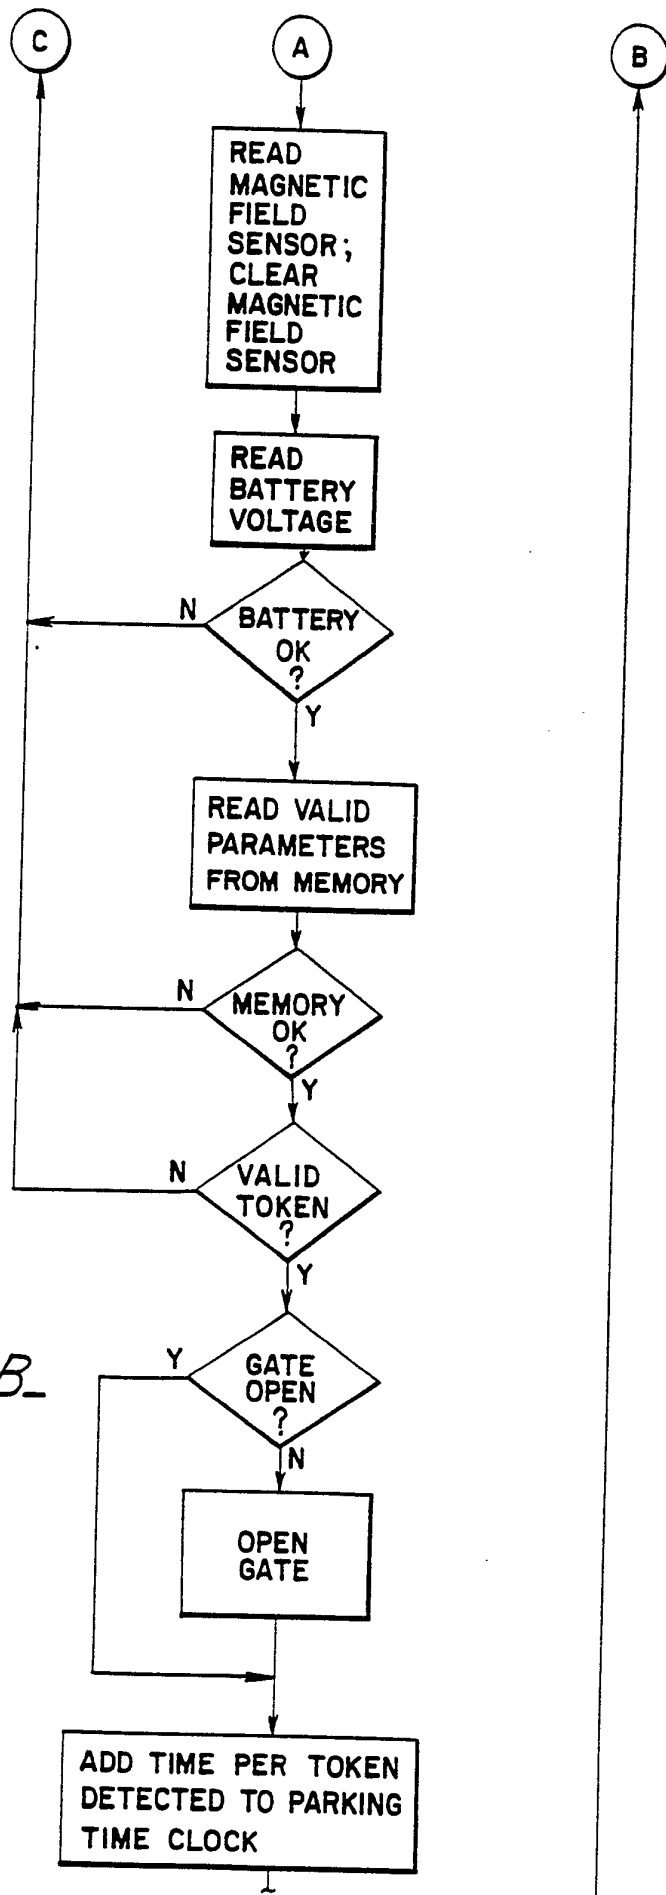 C
A
B
READ
MAGNETIC
FIELD
SENSOR;
CLEAR
MAGNETIC
FIELD
SENSOR
READ
BATTERY
VOLTAGE
N
BATTERY
OK
?
Y
READ VALID
PARAMETERS
FROM MEMORY
N
MEMORY
OK
?
Y
N
VALID
TOKEN
?
Y
B_
Y
GATE
OPEN
?
N
OPEN
GATE
ADD TIME PER TOKEN
DETECTED TO PARKING
TIME CLOCK